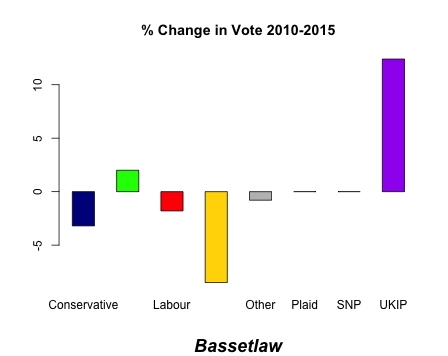 % Change in Vote 2010-2015
10
5
0
-5
Conservative Labour Other Plaid SNP UKIP
Bassetlaw